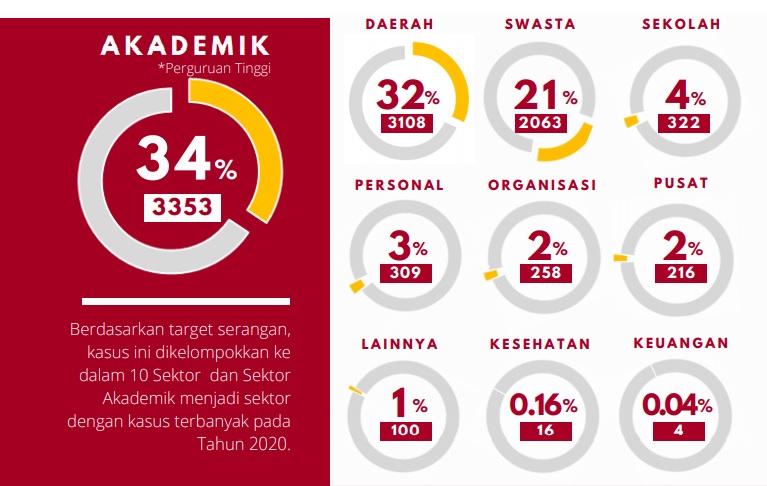 AKADEMIK
*Perguruan Tinggi
34%
3353
Berdasarkan target serangan,
kasus ini dikelompokkan ke
dalam 10 Sektor dan Sektor
Akademik menjadi sektor
dengan kasus terbanyak pada
Tahun 2020.
DAERAH
32%
3108
SWASTA
21%
2063
SEKOLAH
4%
322
PERSONAL
3%
309
ORGANISASI
2%
258
PUSAT
2%
216
LAINNYA
1%
100
KESEHATAN
0.16%
16
KEUANGAN
0.04%
4